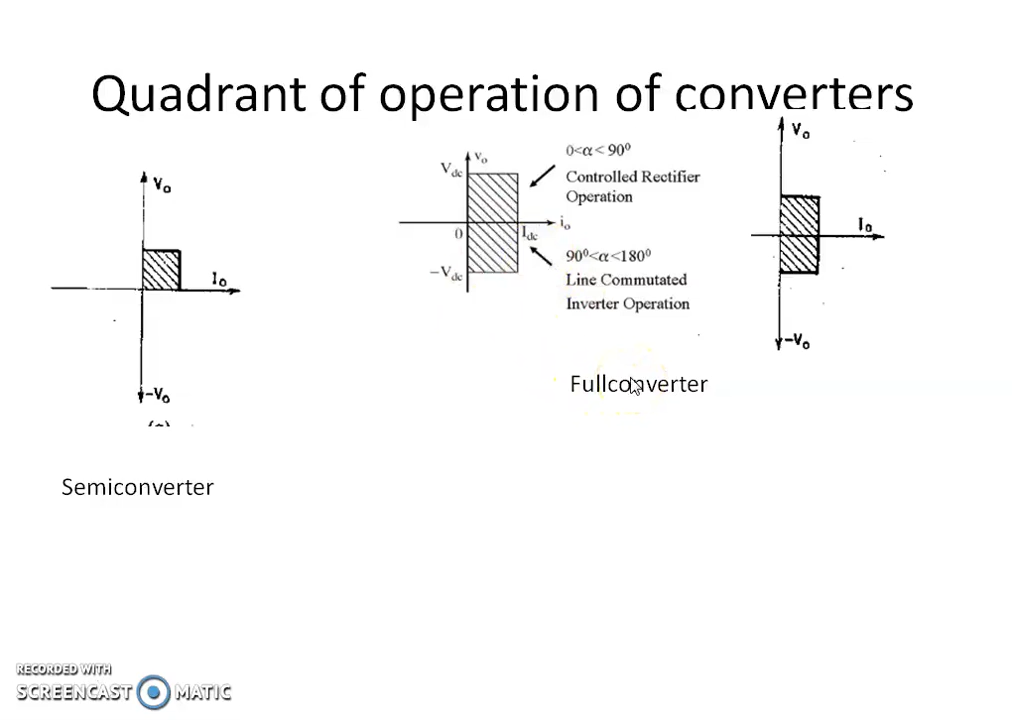 Quadrant of operation of converters
Vo
Io
-Vo
(a)
Semiconverter
Vdc
vo
0
Idc
io
-Vdc
0<α<90⁰
Controlled Rectifier
Operation
90⁰<α<180⁰
Line Commutated
Inverter Operation
Vo
Io
-Vo
Fullconverter
RECORDED WITH
SCREENCAST MATIC